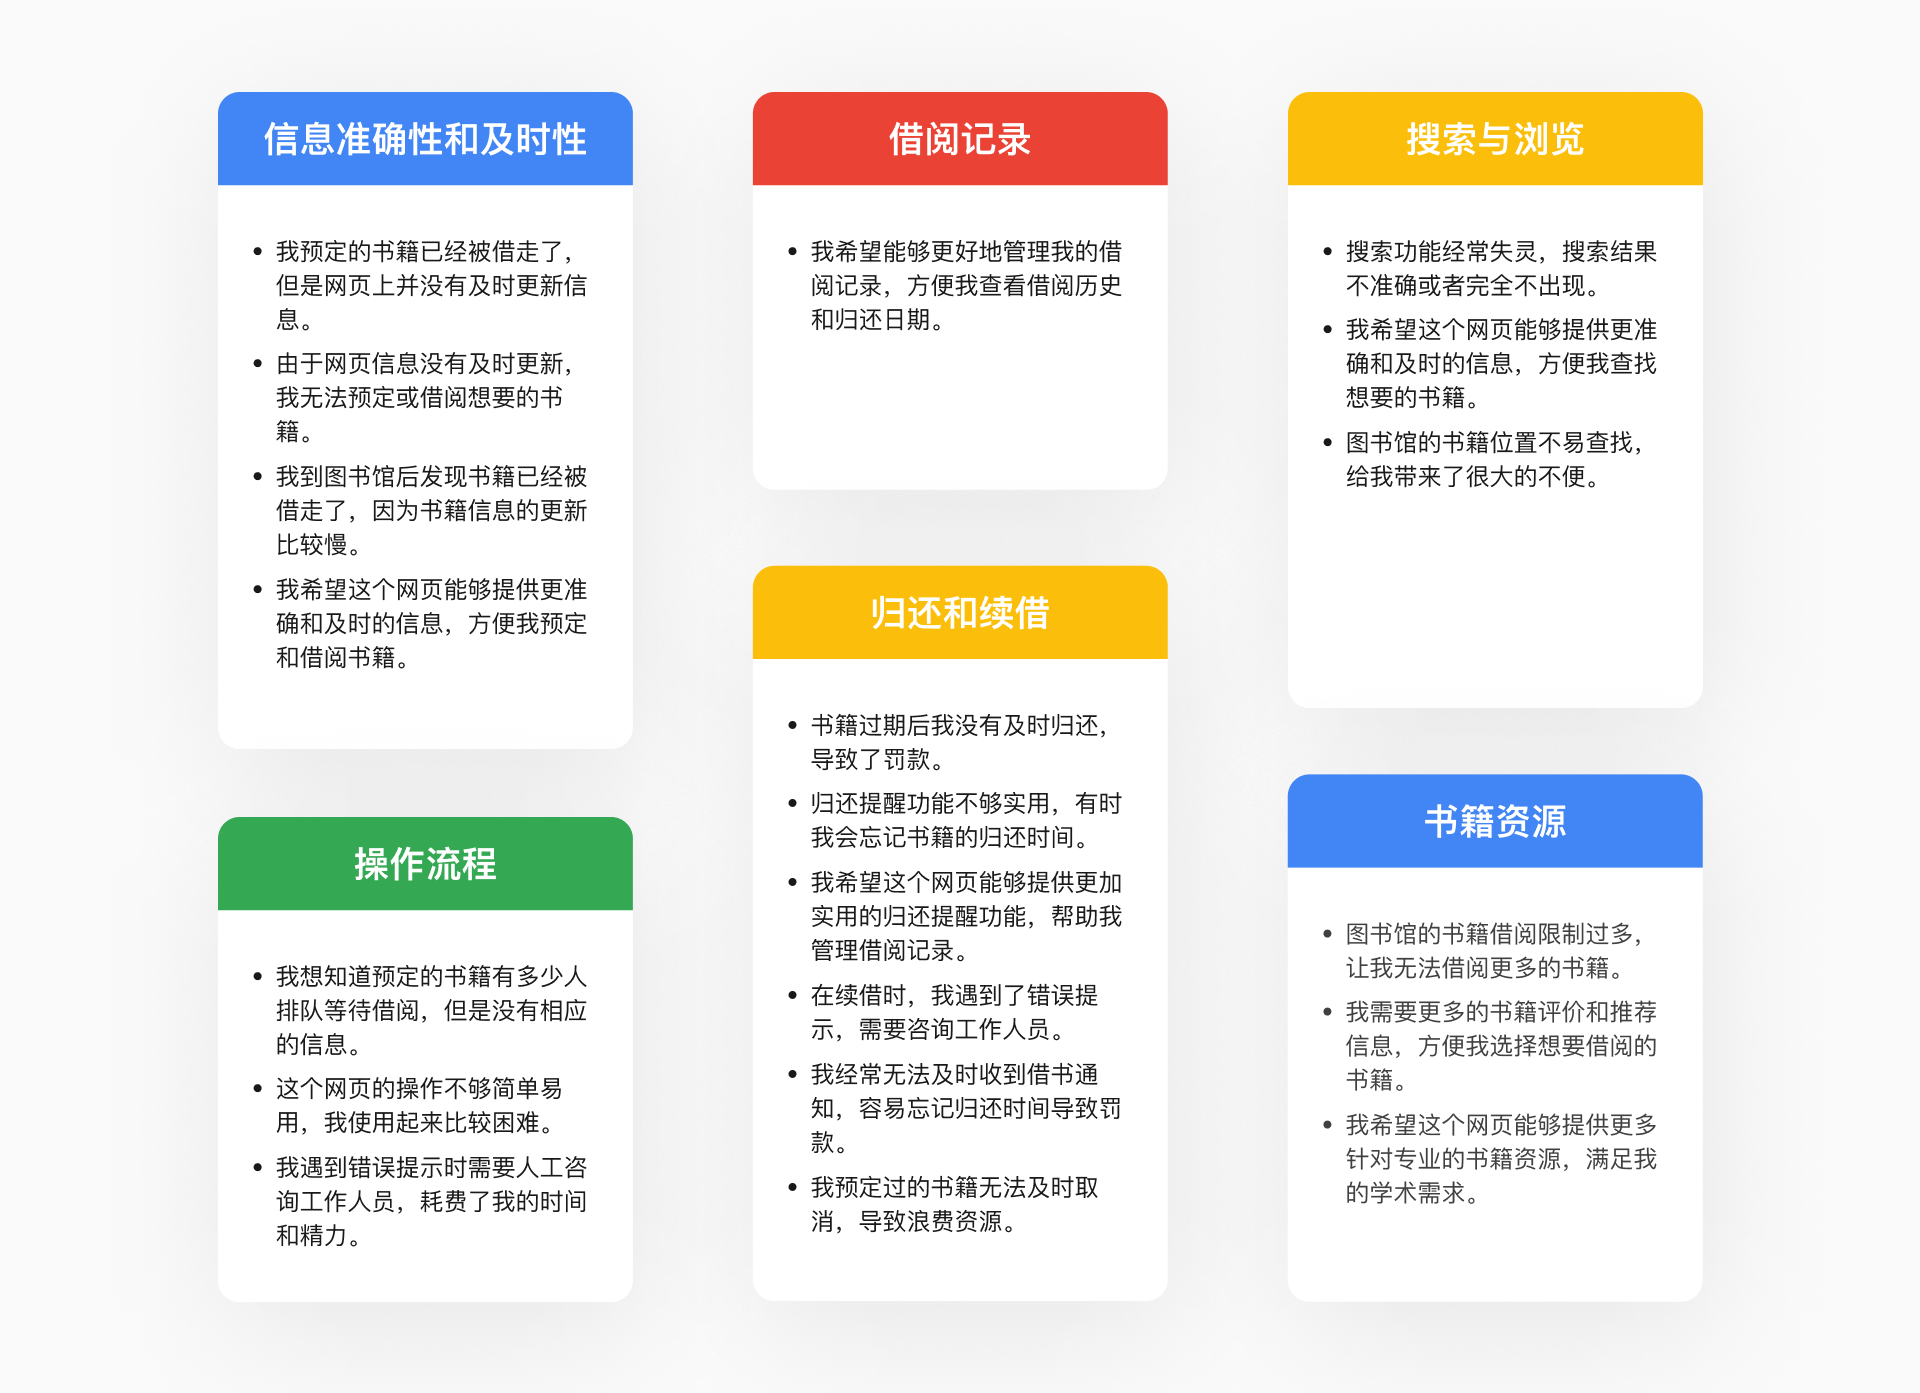 信息准确性和及时性
• 我预定的书籍已经被借走了，
但是网页上并没有及时更新信
息。
• 由于网页信息没有及时更新，
我无法预定或借阅想要的书
籍。
• 我到图书馆后发现书籍已经被
借走了，因为书籍信息的更新
比较慢。
• 我希望这个网页能够提供更准
确和及时的信息，方便我预定
和借阅书籍。
操作流程
• 我想知道预定的书籍有多少人
排队等待借阅，但是没有相应
的信息。
• 这个网页的操作不够简单易
用，我使用起来比较困难。
• 我遇到错误提示时需要人工咨
询工作人员，耗费了我的时间
和精力。
借阅记录
• 我希望能够更好地管理我的借
阅记录，方便我查看借阅历史
和归还日期。
归还和续借
• 书籍过期后我没有及时归还，
导致了罚款。
• 归还提醒功能不够实用，有时
我会忘记书籍的归还时间。
• 我希望这个网页能够提供更加
实用的归还提醒功能，帮助我
管理借阅记录。
• 在续借时，我遇到了错误提
示，需要咨询工作人员。
• 我经常无法及时收到借书通
知，容易忘记归还时间导致罚
款。
• 我预定过的书籍无法及时取
消，导致浪费资源。
搜索与浏览
• 搜索功能经常失灵，搜索结果
不准确或者完全不出现。
• 我希望这个网页能够提供更准
确和及时的信息，方便我查找
想要的书籍。
• 图书馆的书籍位置不易查找，
给我带来了很大的不便。
书籍资源
• 图书馆的书籍借阅限制过多，
让我无法借阅更多的书籍。
• 我需要更多的书籍评价和推荐
信息，方便我选择想要借阅的
书籍。
• 我希望这个网页能够提供更多
针对专业的书籍资源，满足我
的学术需求。